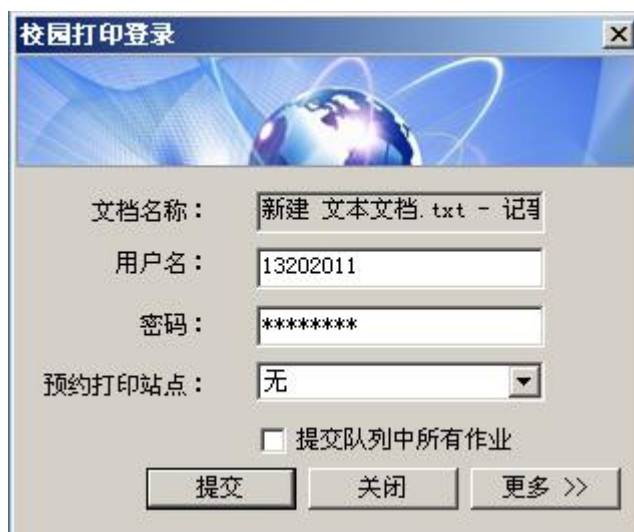 校园打印登录
文档名称：
新建 文本文档.txt - 记事
用户名：
13202011
密码：
********
预约打印站点：
无
提交队列中所有作业
提交
关闭
更多 >>